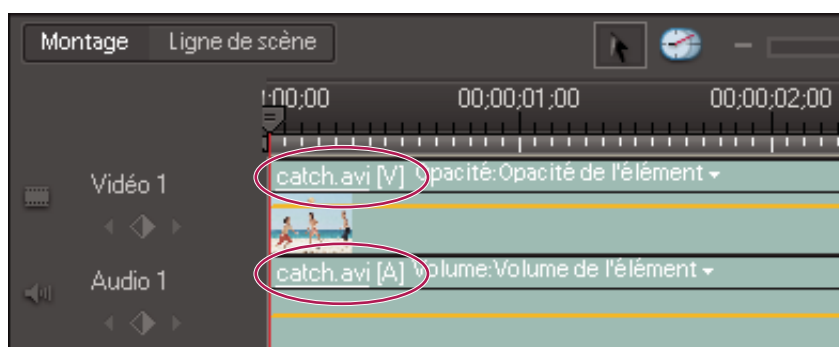 Montage Ligne de scène
;00;00 00;00;01;00 00;00;02;00
Vidéo 1
catch.avi [V] Opacité:Opacité de l'élément
Audio 1
catch.avi [A] Volume:Volume de l'élément